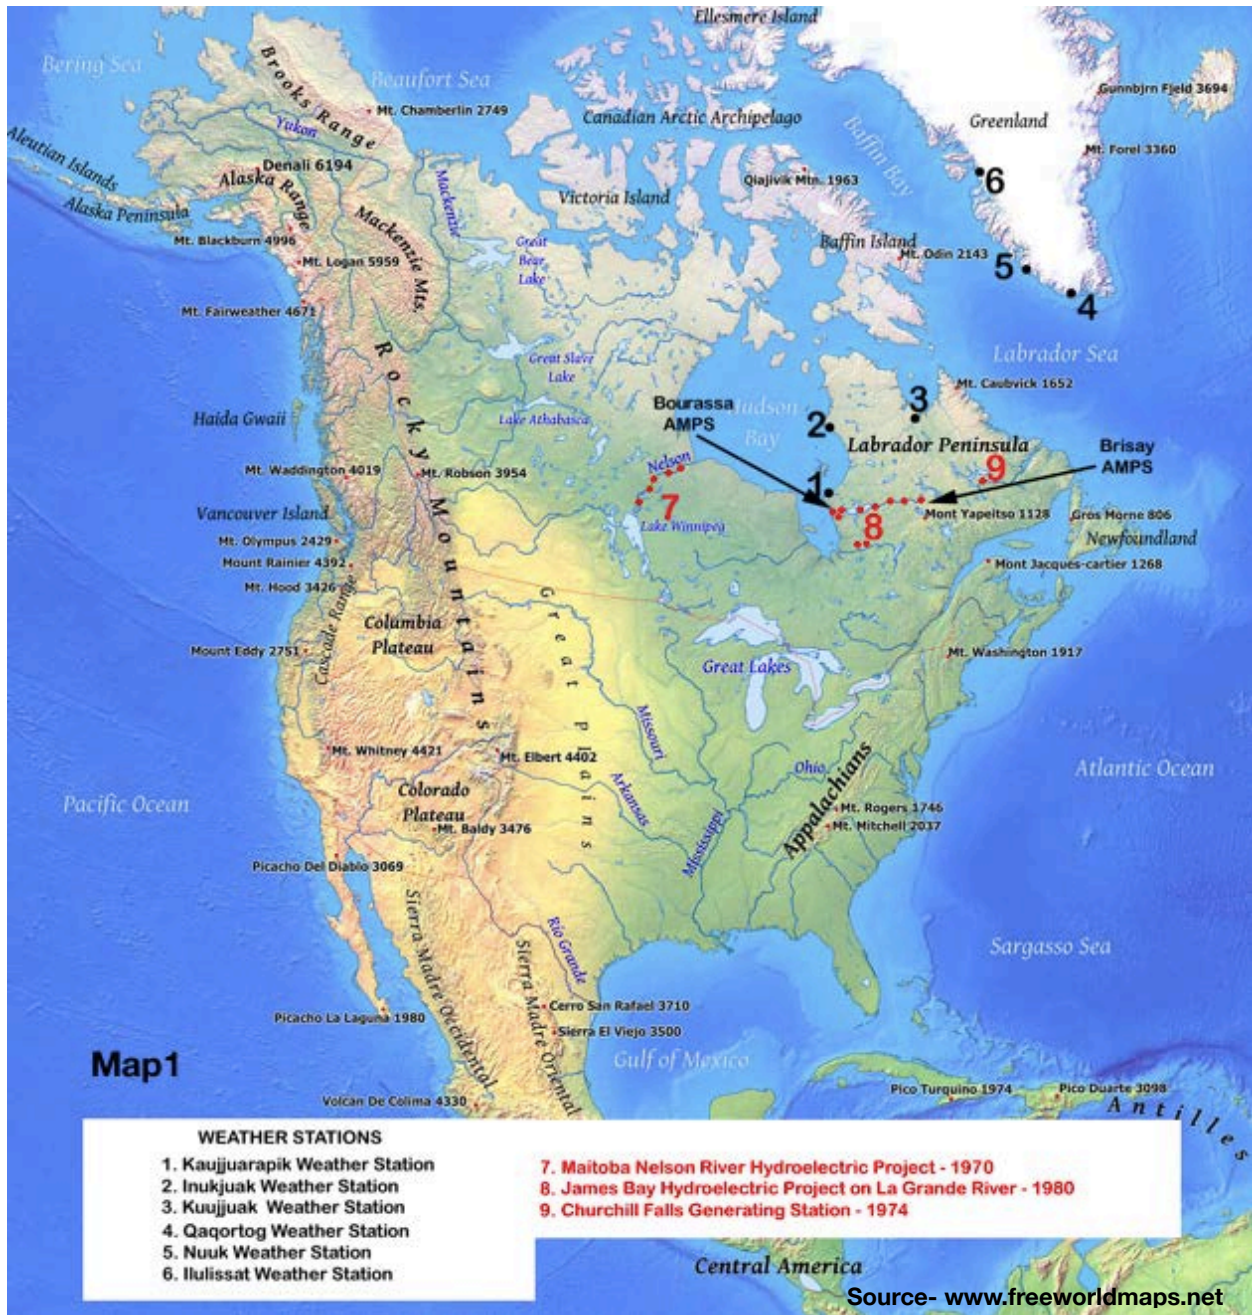 Ellesmere Island
Bering Sea
Beaufort Sea
Brooks Range
Mt. Chamberlin 2749
Gunnbjrn Fjeld 3694
Canadian Arctic Archipelago
Greenland
Baffin Bay
Yukon
Aleutian Islands
Mt. Forel 3360
Denali 6194
Alaska Range
6
Mackenzie
Qiajivik Mtn. 1963
Victoria Island
Alaska Peninsula
Mackenzie Mts.
Mt. Blackburn 4996
Great
Bear
Lake
Baffin Island
Mt. Odin 2143
Mt. Logan 5959
5
4
Mt. Fairweather 4671
Rocky Mountains
Great Slave
Lake
Labrador Sea
Mt. Caubvick 1652
Bourassa
AMPS
Hudson
Bay
3
2
Haida Gwaii
Lake Athabasca
Labrador Peninsula
Brisay
AMPS
Nelson
9
Mt. Waddington 4019
Mt. Robson 3954
1
7
Vancouver Island
Lake Winnipeg
8
Mont Yapeitso 1128
Gros Morne 806
Newfoundland
Mt. Olympus 2429
Mount Rainier 4392
Mont Jacques-cartier 1268
Mt. Hood 3426
Cascade Range
Columbia
Plateau
Great plains
Mount Eddy 2751
Great Lakes
Mt. Washington 1917
Missouri
Mt. Whitney 4421
Mt. Elbert 4402
Ohio
Atlantic Ocean
Pacific Ocean
Colorado
Plateau
Arkansas
Appalachians
Mt. Rogers 1746
Mt. Baldy 3476
Mississippi
Mt. Mitchell 2037
Picacho Del Diablo 3069
Sierra Madre Occidental
Rio Grande
Sierra Madre Oriental
Sargasso Sea
Cerro San Rafael 3710
Picacho La Laguna 1980
Sierra El Viejo 3500
Gulf of Mexico
Map1
Pico Turquino 1974
Pico Duarte 3098
Volcán De Colima 4330
Antilles
WEATHER STATIONS
1. Kaujjuarapik Weather Station
2. Inukjuak Weather Station
3. Kuujjuak Weather Station
4. Qaqortog Weather Station
5. Nuuk Weather Station
6. Ilulissat Weather Station
7. Maitoba Nelson River Hydroelectric Project - 1970
8. James Bay Hydroelectric Project on La Grande River - 1980
9. Churchill Falls Generating Station - 1974
Central America
Source- www.freeworldmaps.net